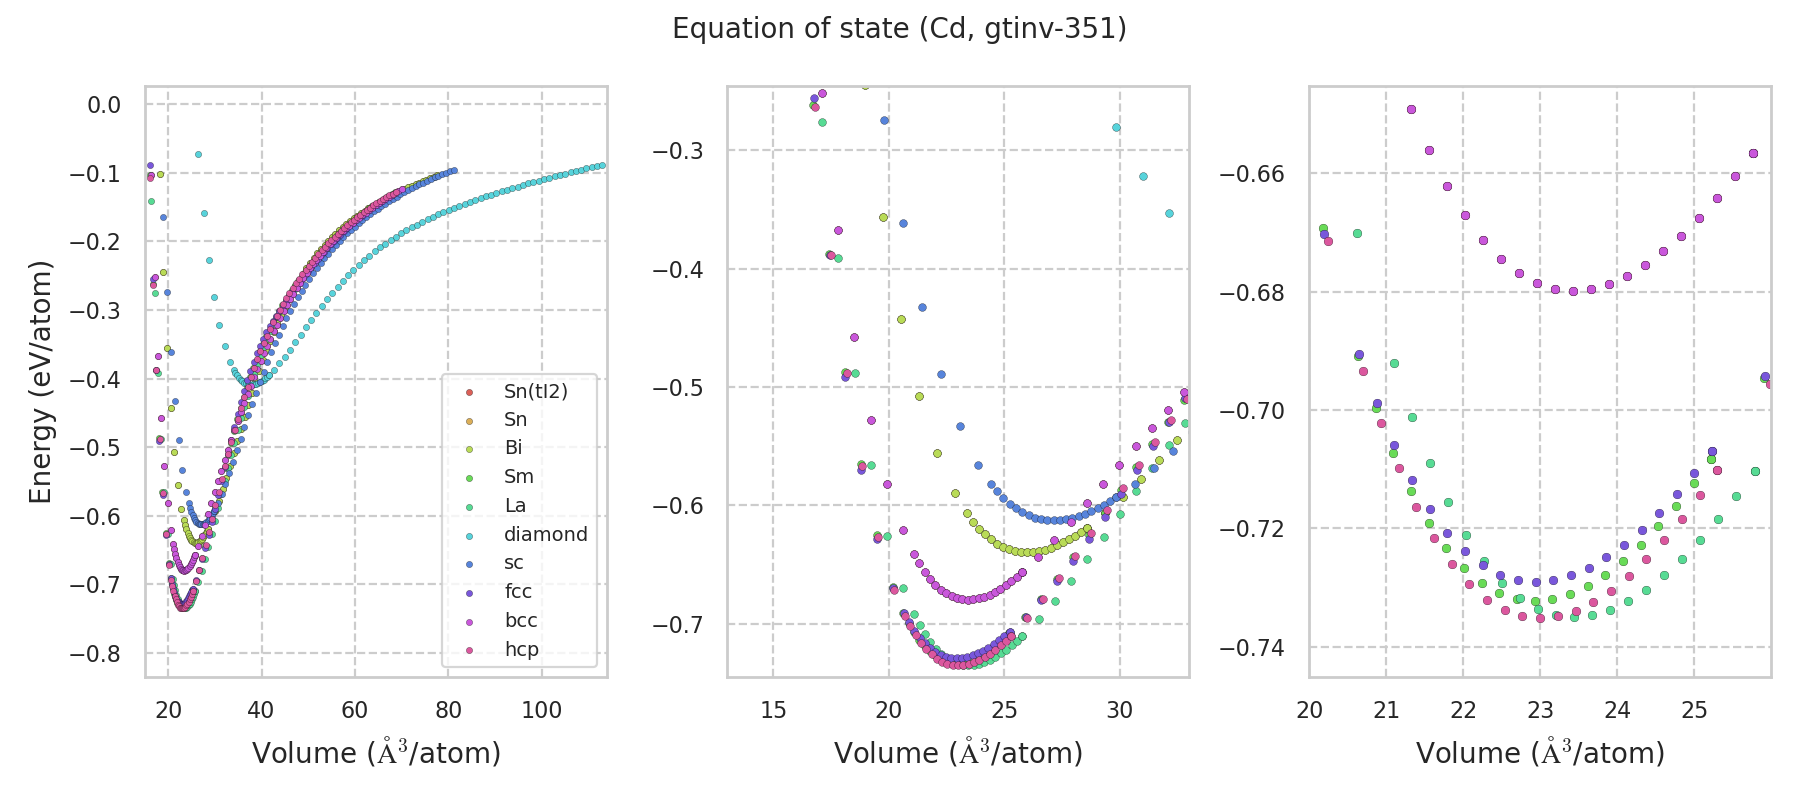 Equation of state (Cd, gtinv-351)
Energy (eV/atom)
0.0
−0.1
−0.2
−0.3
−0.4
−0.5
−0.6
−0.7
−0.8
20 40 60 80 100
Volume (Å³/atom)
Sn(tI2)
Sn
Bi
Sm
La
diamond
sc
fcc
bcc
hcp
−0.3
−0.4
−0.5
−0.6
−0.7
15 20 25 30
Volume (Å³/atom)
−0.66
−0.68
−0.70
−0.72
−0.74
20 21 22 23 24 25
Volume (Å³/atom)